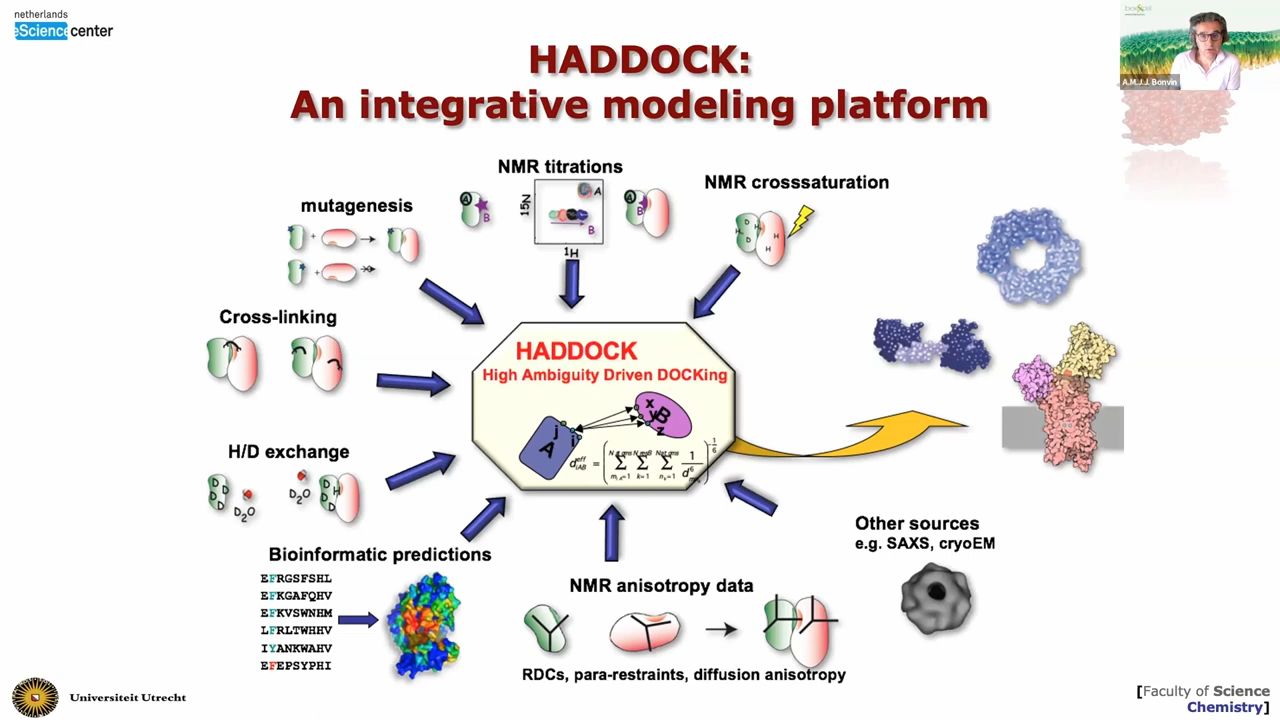 netherlands
eScience center
A.M.J.J. Bonvin
HADDOCK:
An integrative modeling platform
NMR titrations
NMR crosssaturation
mutagenesis
A
B
15N
A
B
1H
A
B
D
H
D
H
H
D
H
Cross-linking
HADDOCK
High Ambiguity Driven DOCKing
A
j
i
x
y
z
B
H/D exchange
D
D
D
D
D2O
D2O
D
D
H
D
Bioinformatic predictions
EFRGSFSHL
EFKGAFQHV
EFKVSWNHM
LFRLTWHHV
IYANKWAHV
EFEPSYPHI
NMR anisotropy data
RDCs, para-restraints, diffusion anisotropy
Other sources
e.g. SAXS, cryoEM
Universiteit Utrecht
[Faculty of Science
Chemistry]